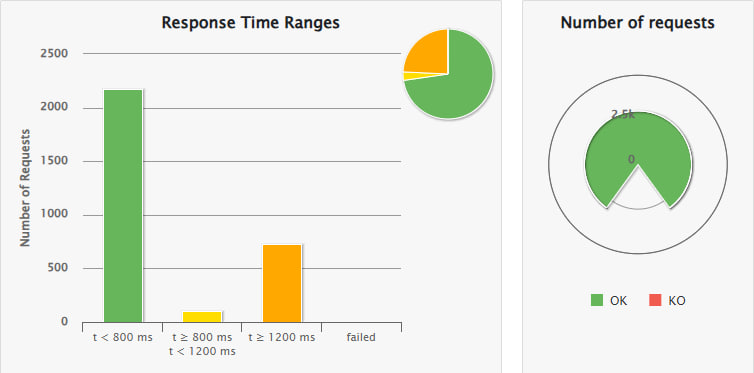 Response Time Ranges
Number of requests
Number of Requests
2500
2000
1500
1000
500
0
t < 800 ms
t ≥ 800 ms
t < 1200 ms
t ≥ 1200 ms
failed
2.5k
0
OK
KO